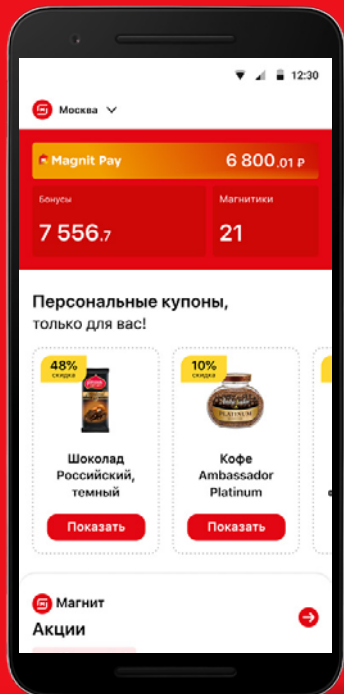 12:30
Москва
Magnit Pay
6 800.01 ₽
Бонусы
Магнитики
7 556.7
21
Персональные купоны,
только для вас!
48%
скидка
10%
скидка
Шоколад
Российский,
темный
Кофе
Ambassador
Platinum
PLATINUM
Показать
Показать
Магнит
Акции